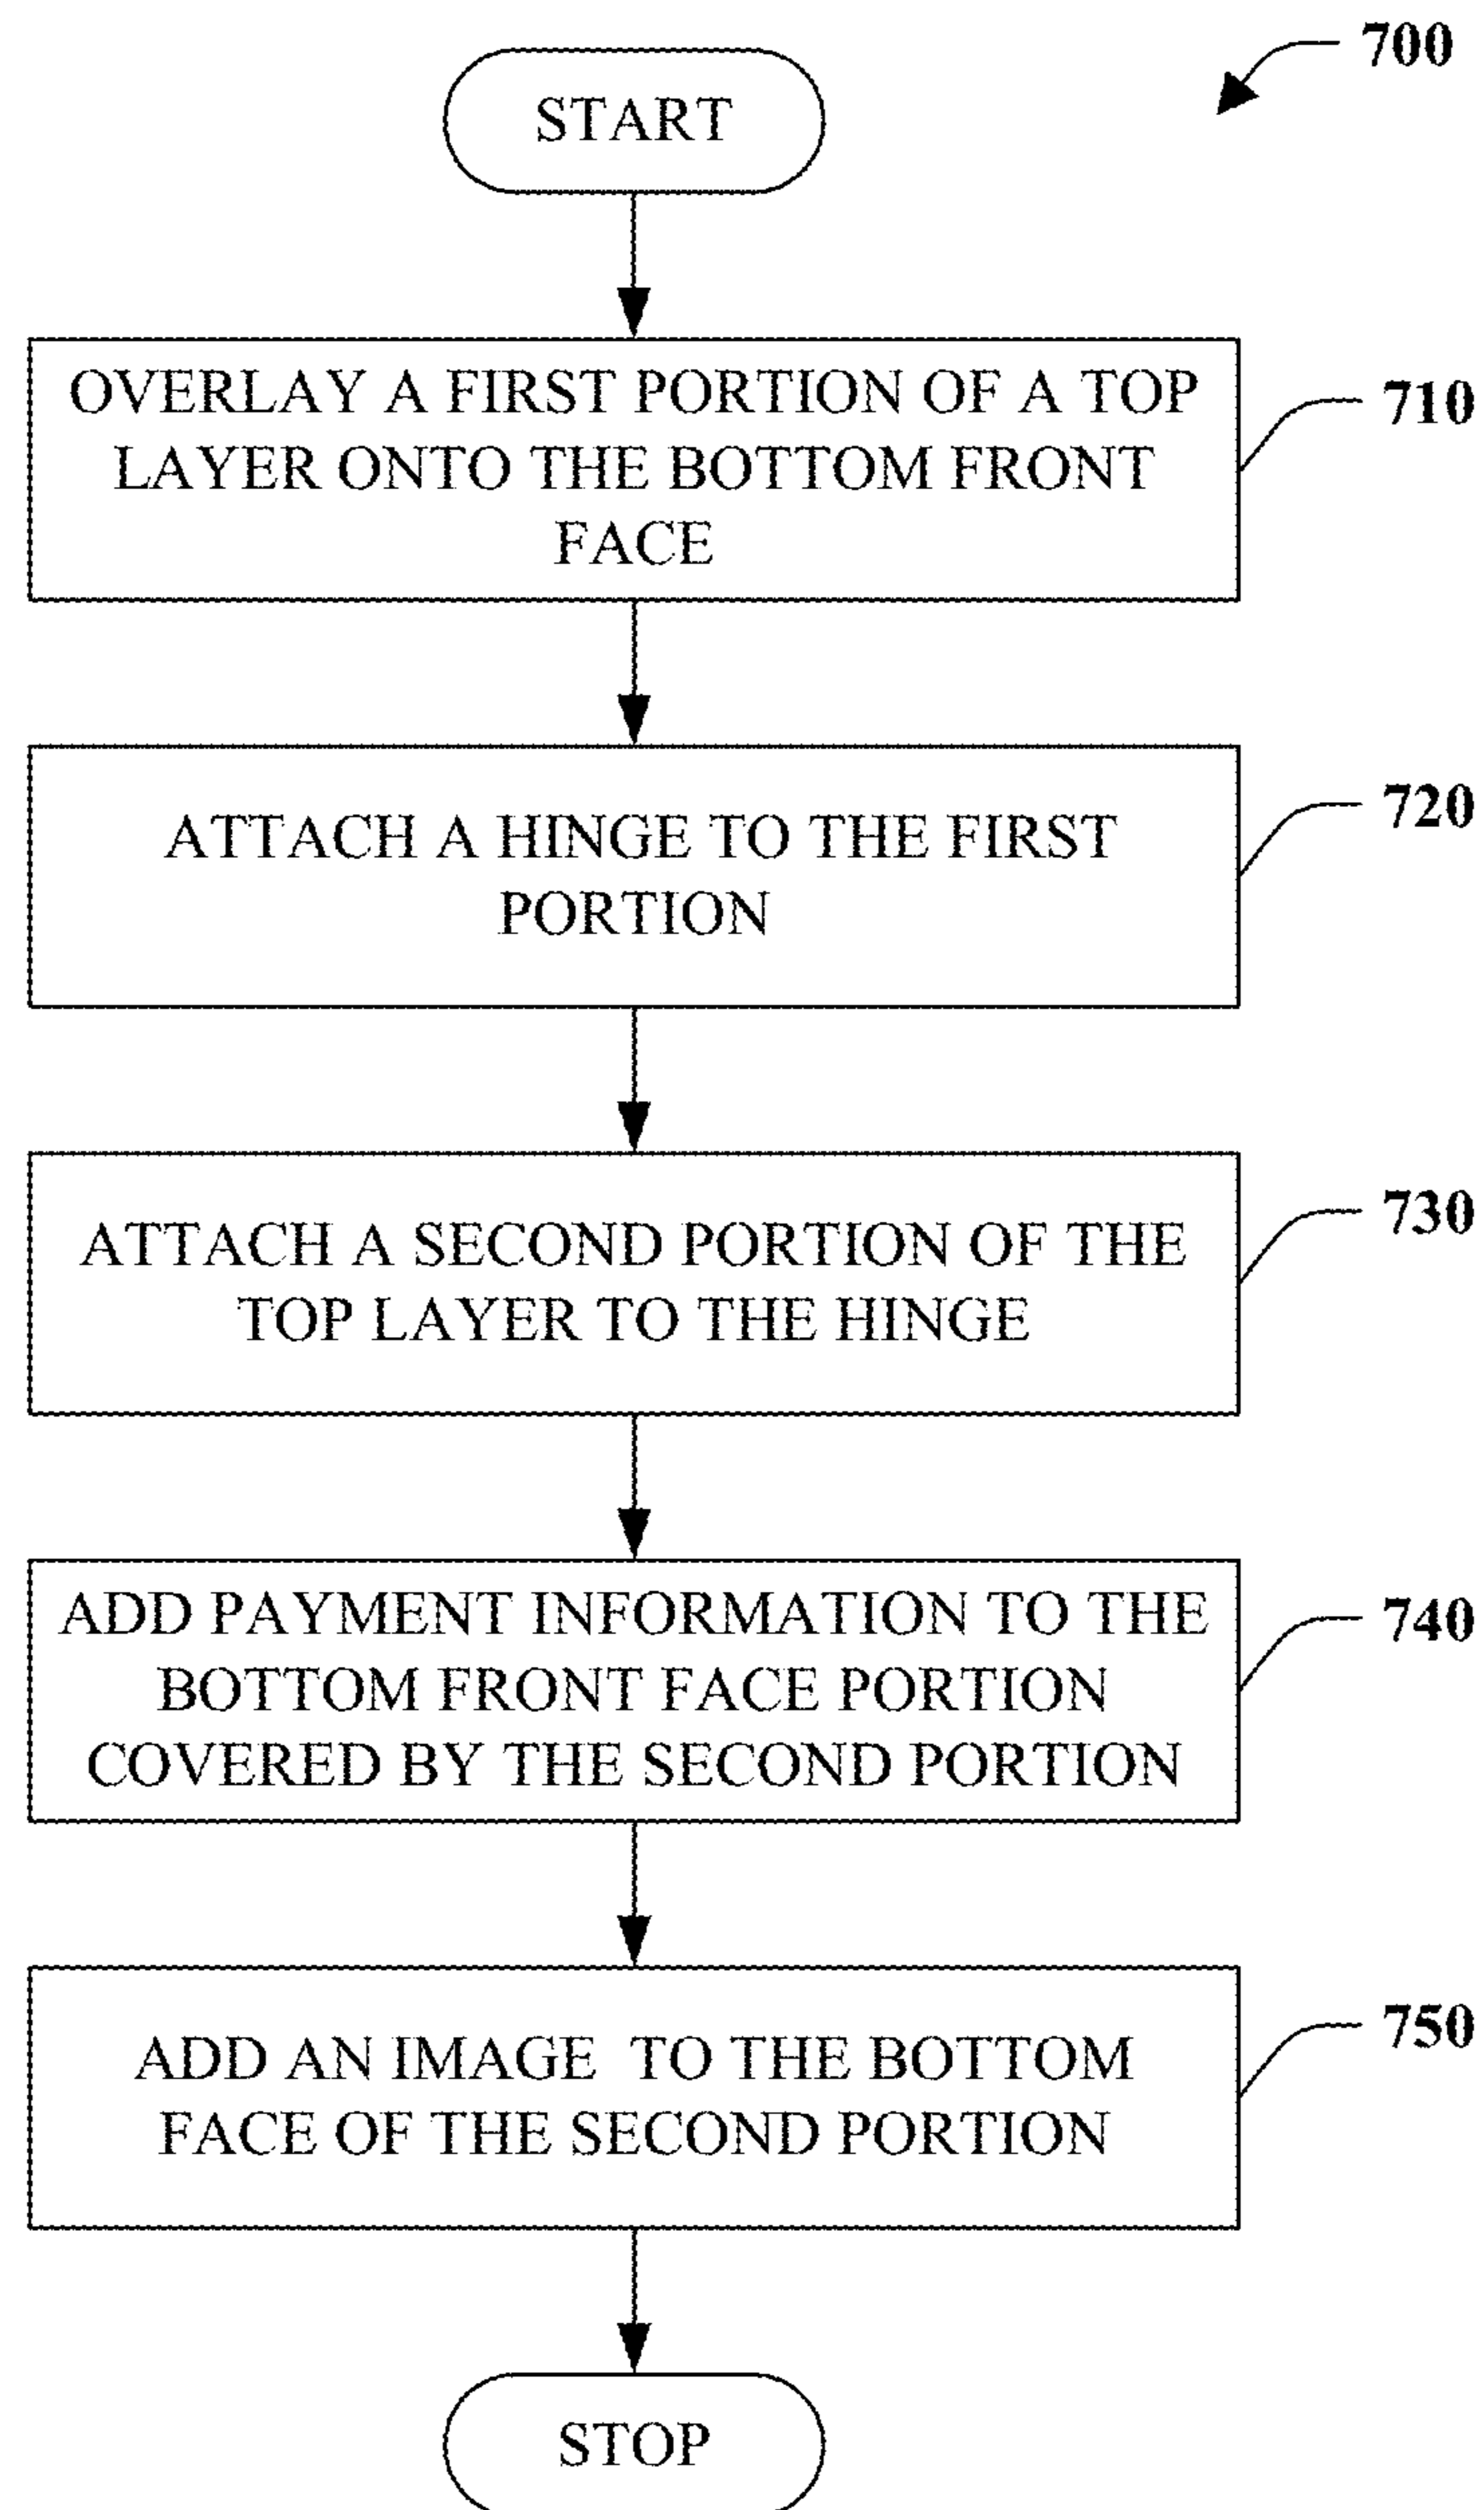 700
START
OVERLAY A FIRST PORTION OF A TOP
LAYER ONTO THE BOTTOM FRONT
FACE
710
ATTACH A HINGE TO THE FIRST
PORTION
720
ATTACH A SECOND PORTION OF THE
TOP LAYER TO THE HINGE
730
ADD PAYMENT INFORMATION TO THE
BOTTOM FRONT FACE PORTION
COVERED BY THE SECOND PORTION
740
ADD AN IMAGE TO THE BOTTOM
FACE OF THE SECOND PORTION
750
STOP